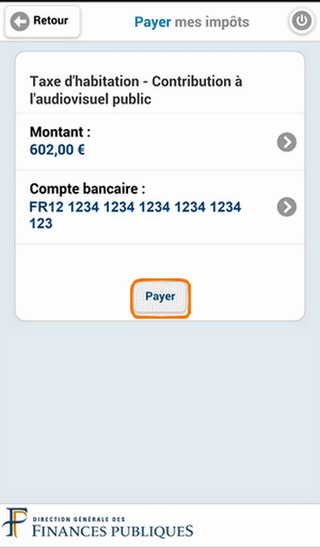 Retour
Payer mes impôts
Taxe d'habitation - Contribution à
l'audiovisuel public
Montant :
602,00 €
Compte bancaire :
FR12 1234 1234 1234 1234 1234
123
Payer
DIRECTION GÉNÉRALE DES
FINANCES PUBLIQUES